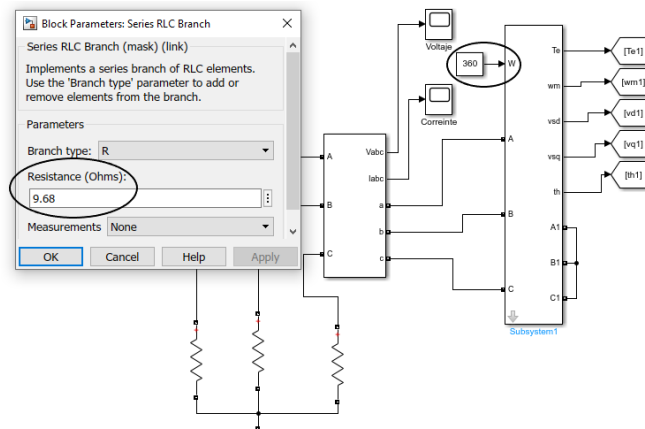 Block Parameters: Series RLC Branch
Series RLC Branch (mask) (link)
Implements a series branch of RLC elements.
Use the 'Branch type' parameter to add or
remove elements from the branch.
Parameters
Branch type: R
Resistance (Ohms):
9.68
Measurements None
OK Cancel Help Apply
Voltaje
Correinte
A
B
C
Vabc
Iabc
a
b
c
360
W
A
B
C
Te
wm
vsd
vsq
th
A1
B1
C1
Subsystem1
[Te1]
[wm1]
[vd1]
[vq1]
[th1]